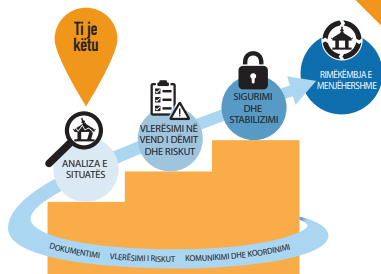 Ti je
këtu
ANALIZA E
SITUATËS
VLERËSIMI NË
VEND I DËMIT
DHE RISKUT
SIGURIMI
DHE
STABILIZIMI
RIMËKËMBJA E
MENJËHERSHME
DOKUMENTIMI VLERËSIMI I RISKUT KOMUNIKIMI DHE KOORDINIMI